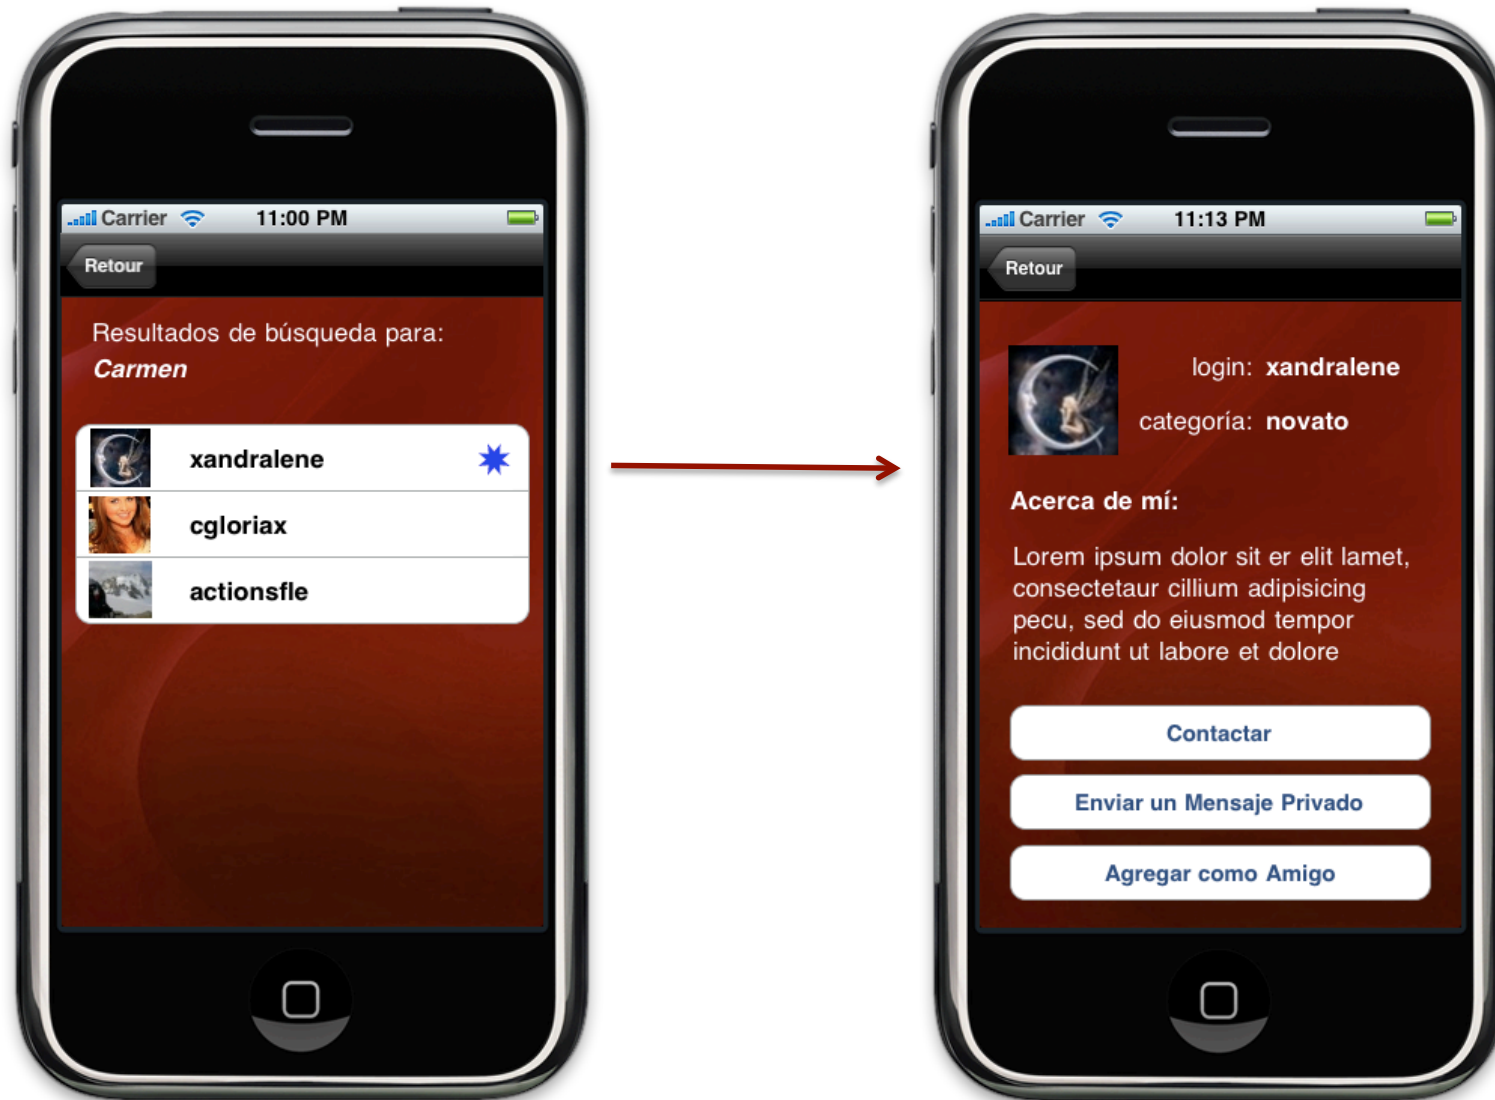 Carrier 11:00 PM
Retour
Resultados de búsqueda para:
Carmen
xandralene
cgloriax
actionsfle
Carrier 11:13 PM
Retour
login: xandralene
categoría: novato
Acerca de mí:
Lorem ipsum dolor sit er elit lamet,
consectetaur cillium adipisicing
pecu, sed do eiusmod tempor
incididunt ut labore et dolore
Contactar
Enviar un Mensaje Privado
Agregar como Amigo